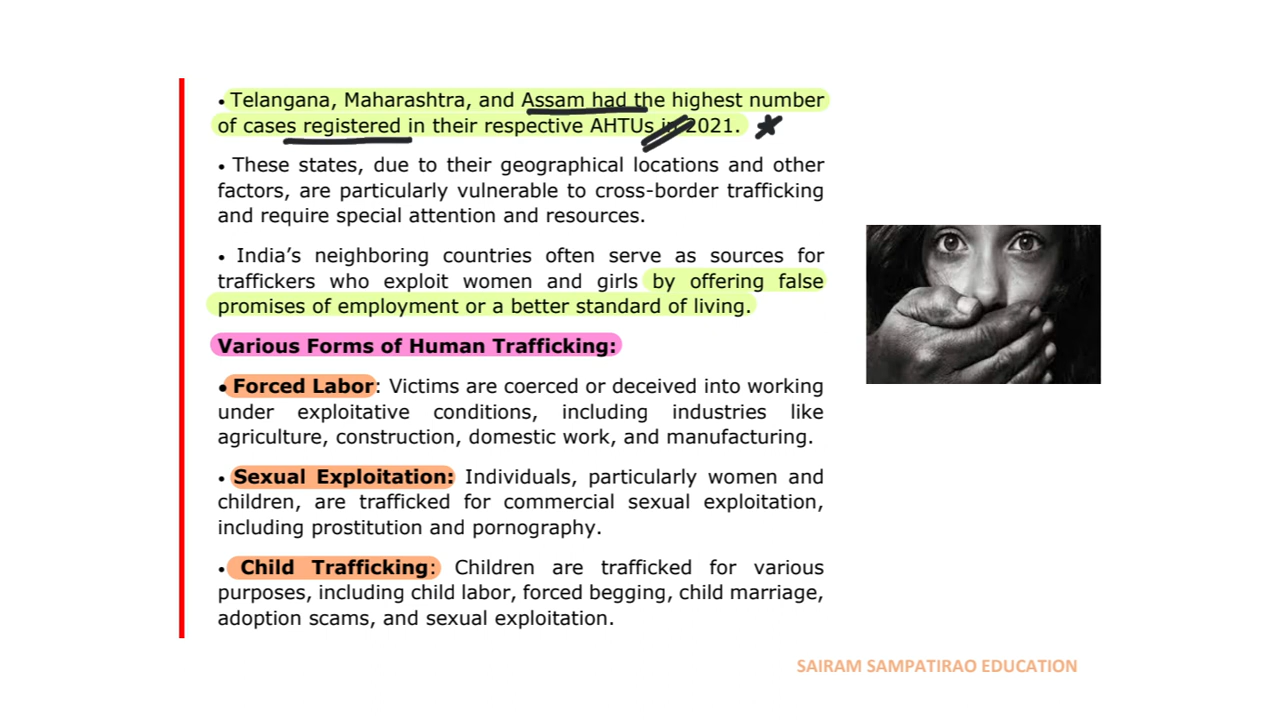 • Telangana, Maharashtra, and Assam had the highest number
of cases registered in their respective AHTUs in 2021.
• These states, due to their geographical locations and other
factors, are particularly vulnerable to cross-border trafficking
and require special attention and resources.
• India’s neighboring countries often serve as sources for
traffickers who exploit women and girls by offering false
promises of employment or a better standard of living.
Various Forms of Human Trafficking:
• Forced Labor: Victims are coerced or deceived into working
under exploitative conditions, including industries like
agriculture, construction, domestic work, and manufacturing.
• Sexual Exploitation: Individuals, particularly women and
children, are trafficked for commercial sexual exploitation,
including prostitution and pornography.
• Child Trafficking: Children are trafficked for various
purposes, including child labor, forced begging, child marriage,
adoption scams, and sexual exploitation.
SAIRAM SAMPATIRAO EDUCATION